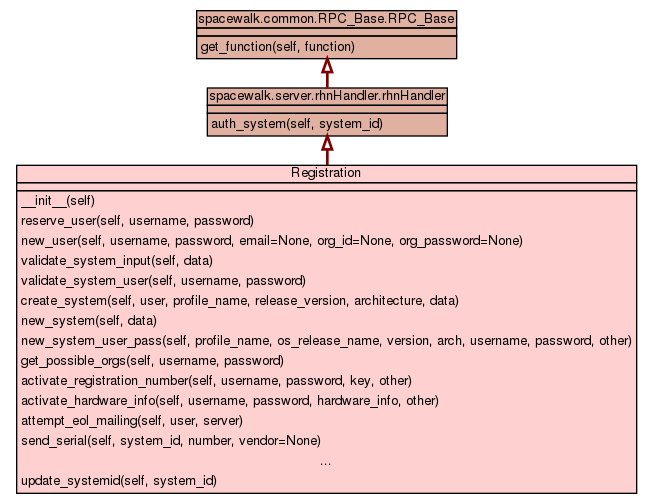 spacewalk.common.RPC_Base.RPC_Base
get_function(self, function)
spacewalk.server.rhnHandler.rhnHandler
auth_system(self, system_id)
Registration
__init__(self)
reserve_user(self, username, password)
new_user(self, username, password, email=None, org_id=None, org_password=None)
validate_system_input(self, data)
validate_system_user(self, username, password)
create_system(self, user, profile_name, release_version, architecture, data)
new_system(self, data)
new_system_user_pass(self, profile_name, os_release_name, version, arch, username, password, other)
get_possible_orgs(self, username, password)
activate_registration_number(self, username, password, key, other)
activate_hardware_info(self, username, password, hardware_info, other)
attempt_eol_mailing(self, user, server)
send_serial(self, system_id, number, vendor=None)
...
update_systemid(self, system_id)